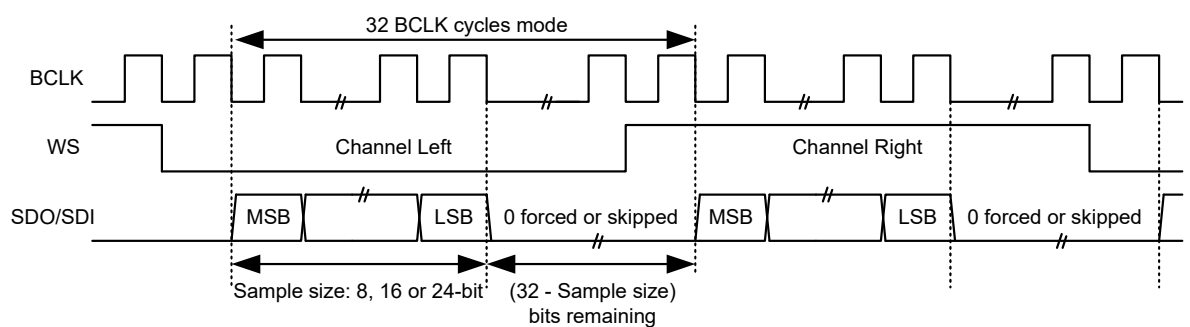 32 BCLK cycles mode
BCLK
WS
Channel Left
Channel Right
SDO/SDI
MSB
LSB
0 forced or skipped
MSB
LSB
0 forced or skipped
Sample size: 8, 16 or 24-bit
(32 - Sample size)
bits remaining